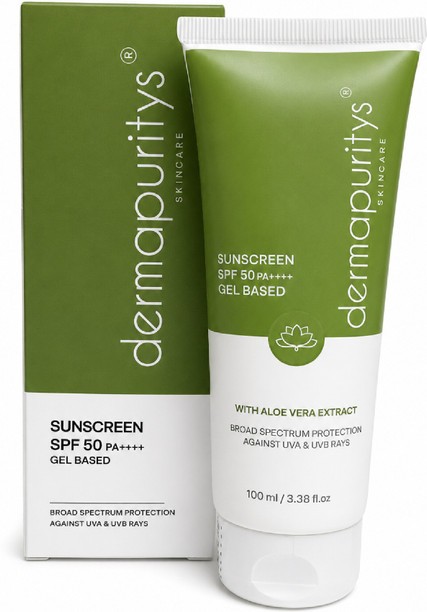 dermapuritys®
SKINCARE
SUNSCREEN
SPF 50 PA++++
GEL BASED
BROAD SPECTRUM PROTECTION
AGAINST UVA & UVB RAYS
dermapuritys®
SKINCARE
SUNSCREEN
SPF 50 PA++++
GEL BASED
WITH ALOE VERA EXTRACT
BROAD SPECTRUM PROTECTION
AGAINST UVA & UVB RAYS
100 ml / 3.38 fl.oz